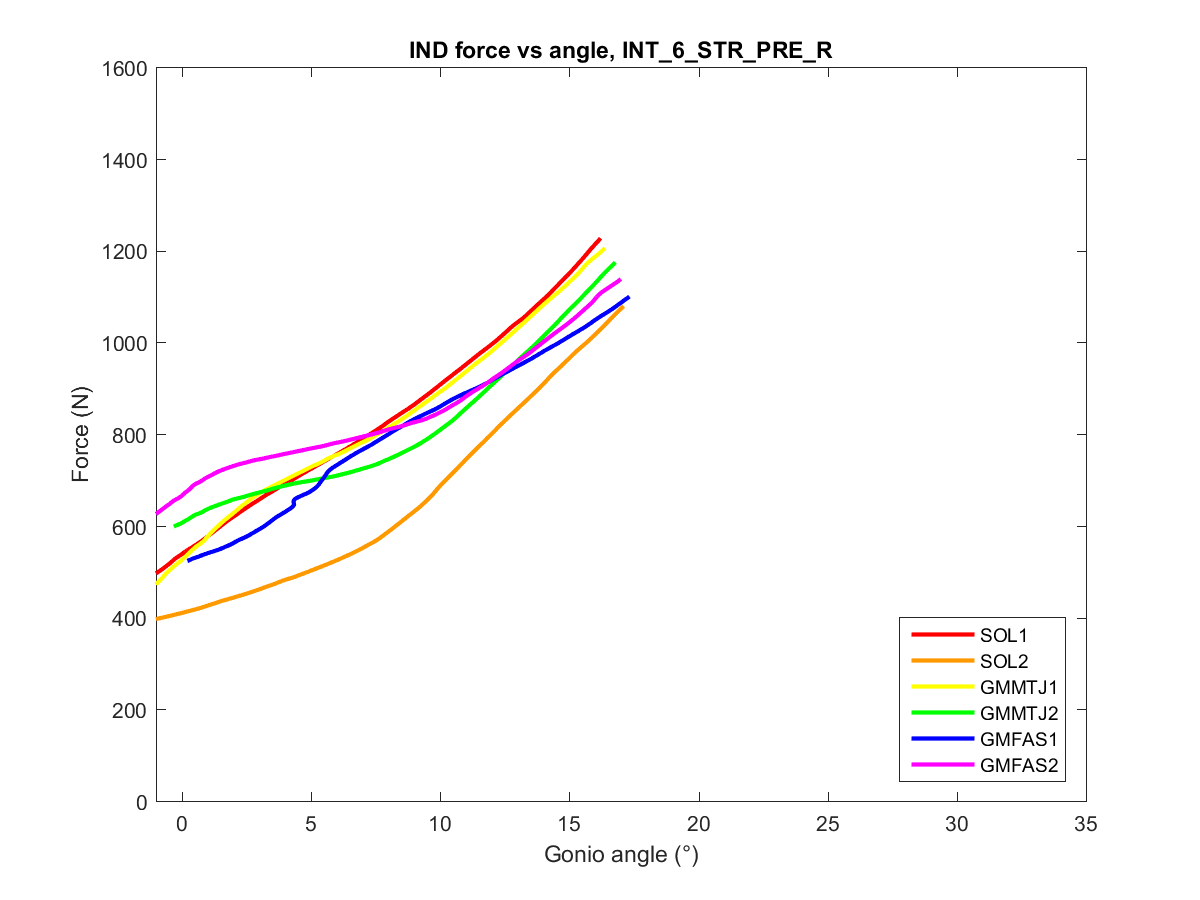 IND force vs angle, INT_6_STR_PRE_R
1600
1400
1200
1000
800
600
400
200
0
Force (N)
0 5 10 15 20 25 30 35
Gonio angle (°)
SOL1
SOL2
GMMTJ1
GMMTJ2
GMFAS1
GMFAS2